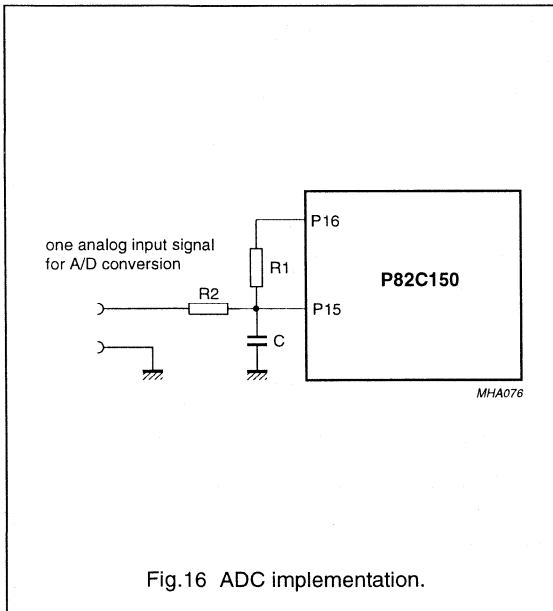 one analog input signal
for A/D conversion
P16
R1
P82C150
R2
P15
C
MHA076
Fig.16 ADC implementation.